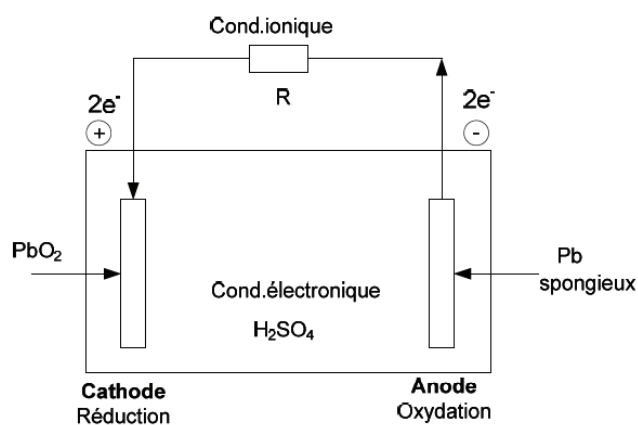 Cond.ionique
R
2e⁻
2e⁻
+
-
PbO₂
Pb
spongieux
Cond.électronique
H₂SO₄
Cathode
Réduction
Anode
Oxydation